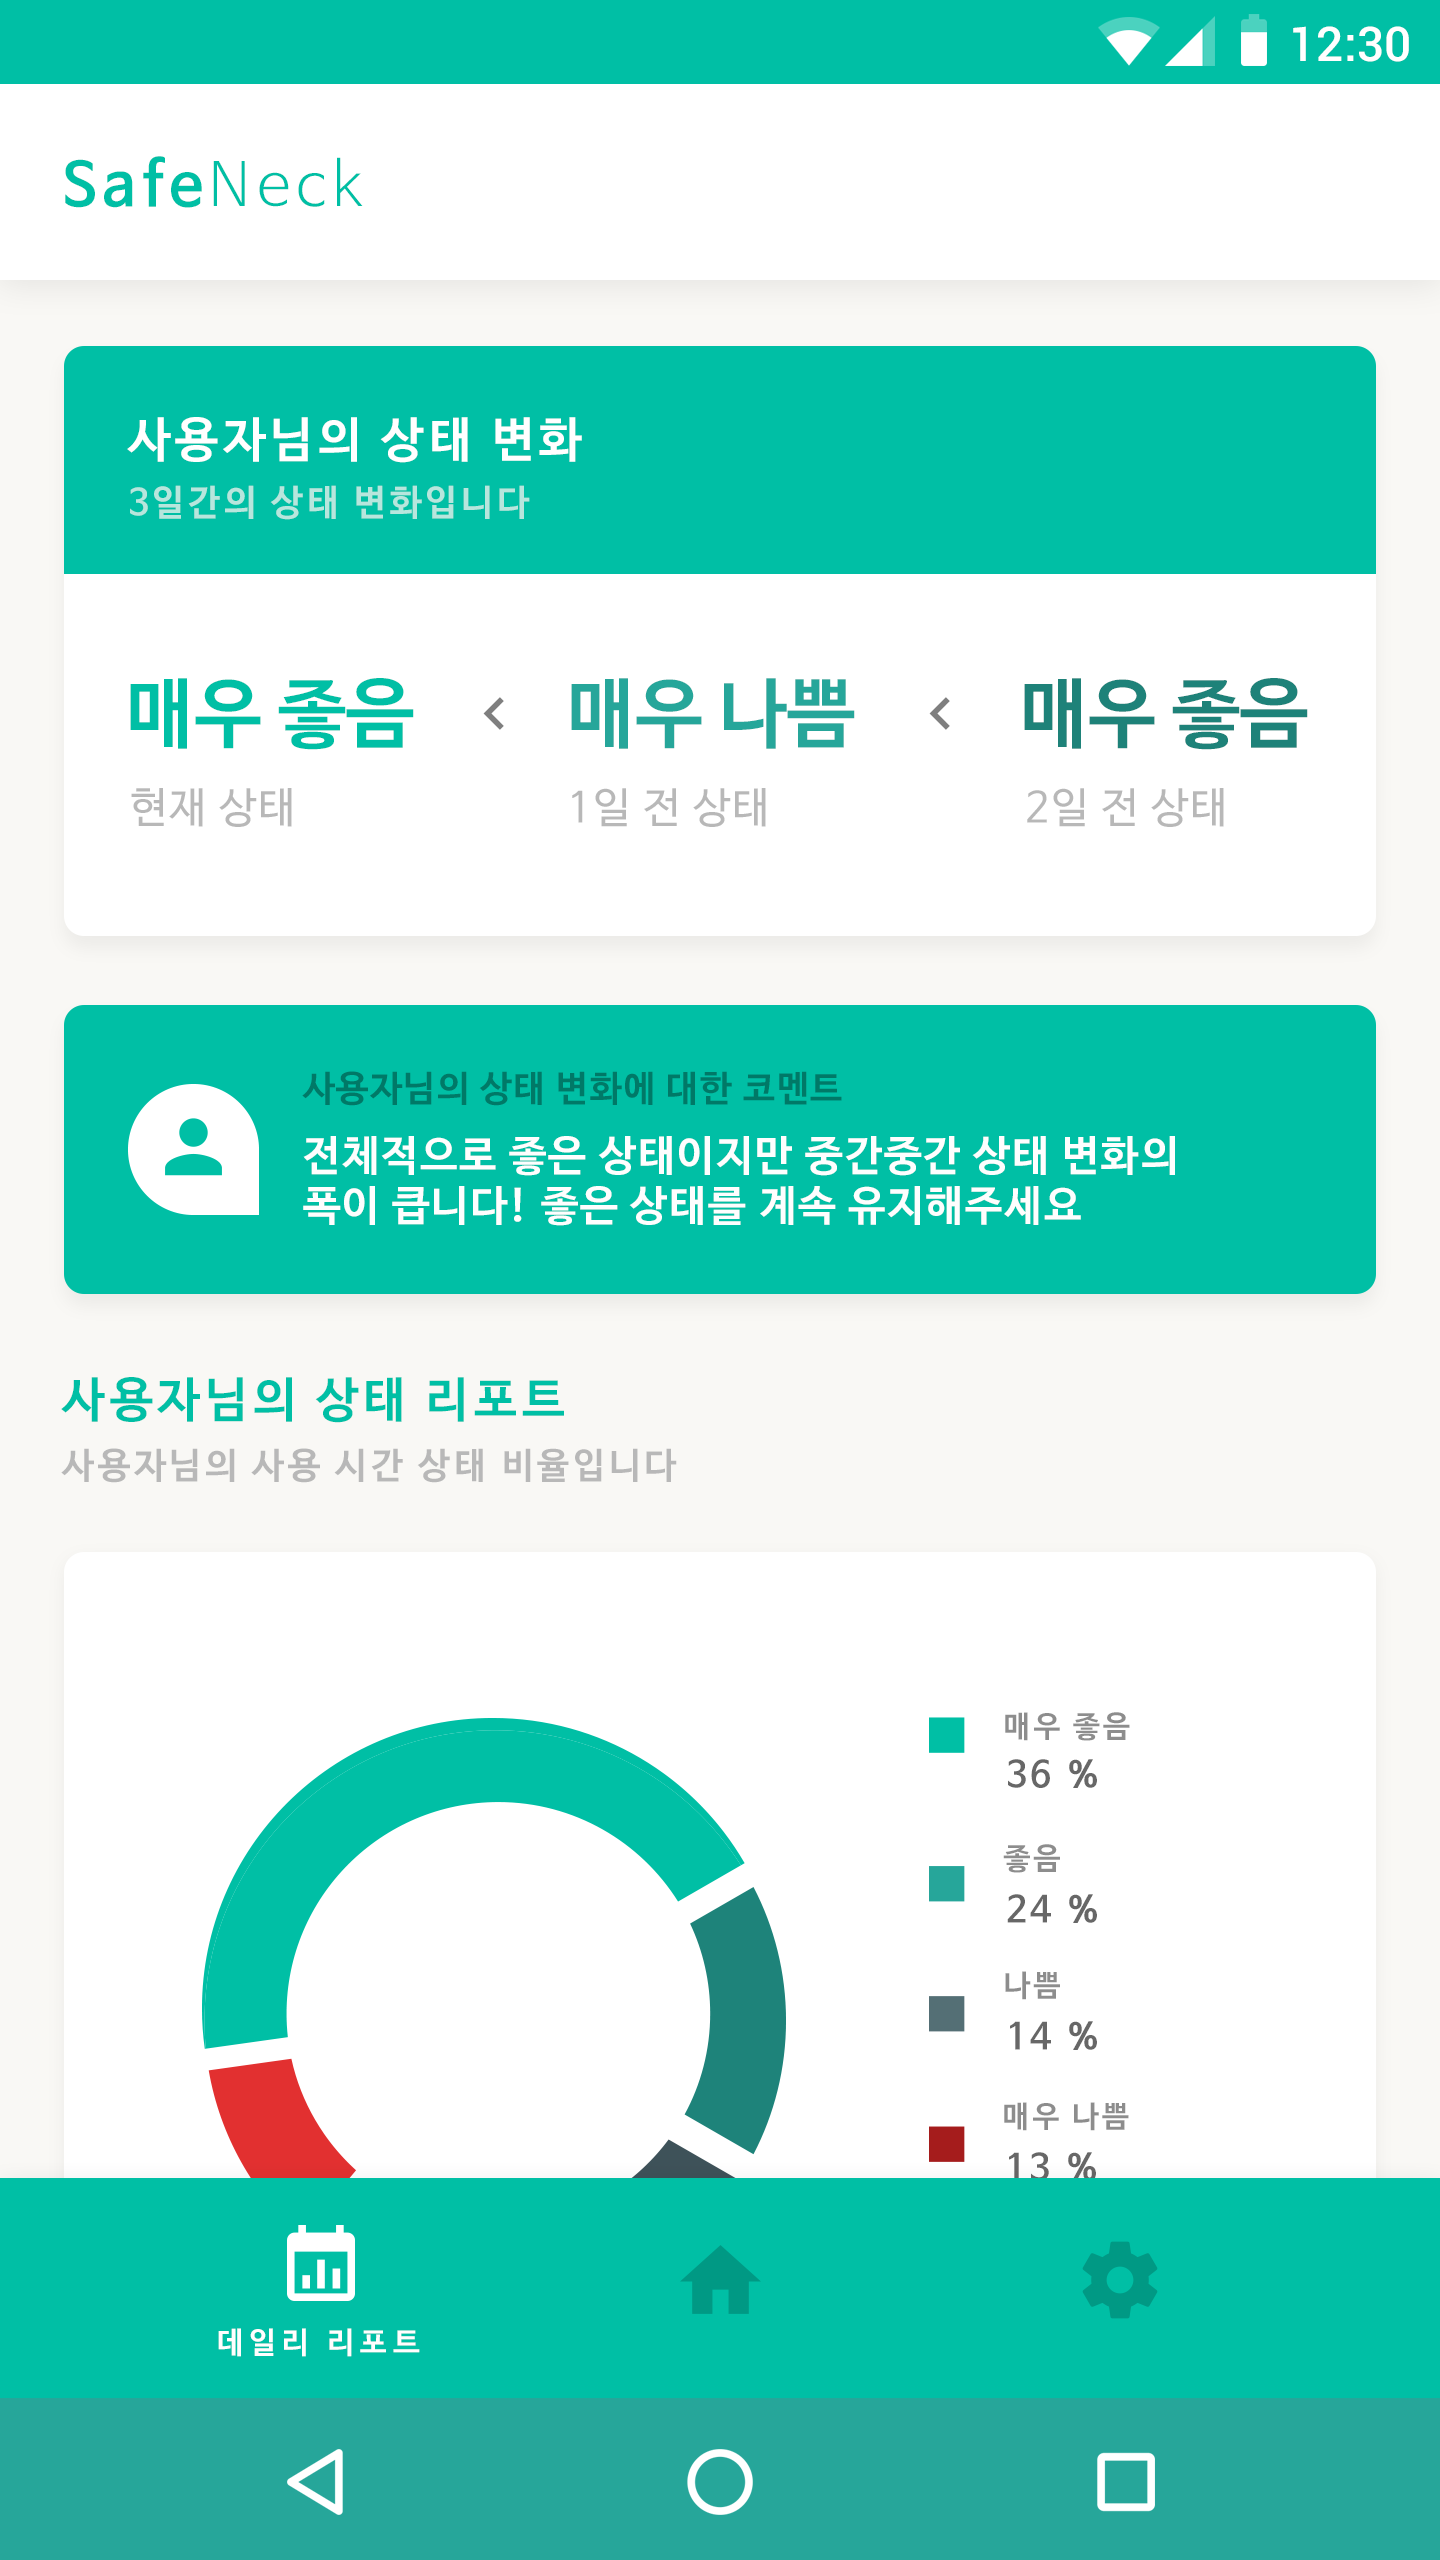 12:30
SafeNeck
사용자님의 상태 변화
3일간의 상태 변화입니다
매우 좋음 < 매우 나쁨 < 매우 좋음
현재 상태 1일 전 상태 2일 전 상태
사용자님의 상태 변화에 대한 코멘트
전체적으로 좋은 상태이지만 중간중간 상태 변화의
폭이 큽니다! 좋은 상태를 계속 유지해주세요
사용자님의 상태 리포트
사용자님의 사용 시간 상태 비율입니다
매우 좋음
36 %
좋음
24 %
나쁨
14 %
매우 나쁨
13 %
데일리 리포트